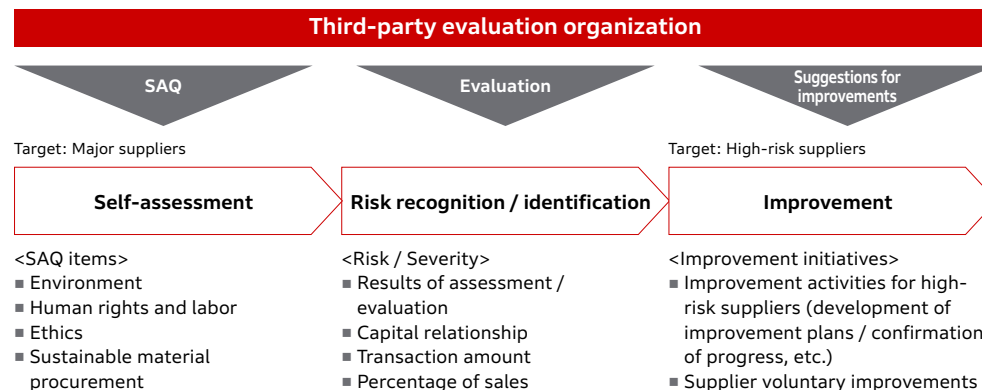 Third-party evaluation organization
SAQ
Evaluation
Suggestions for
improvements
Target: Major suppliers
Target: High-risk suppliers
Self-assessment
Risk recognition / identification
Improvement
<SAQ items>
■ Environment
■ Human rights and labor
■ Ethics
■ Sustainable material
procurement
<Risk / Severity>
■ Results of assessment /
evaluation
■ Capital relationship
■ Transaction amount
■ Percentage of sales
<Improvement initiatives>
■ Improvement activities for high-
risk suppliers (development of
improvement plans / confirmation
of progress, etc.)
■ Supplier voluntary improvements